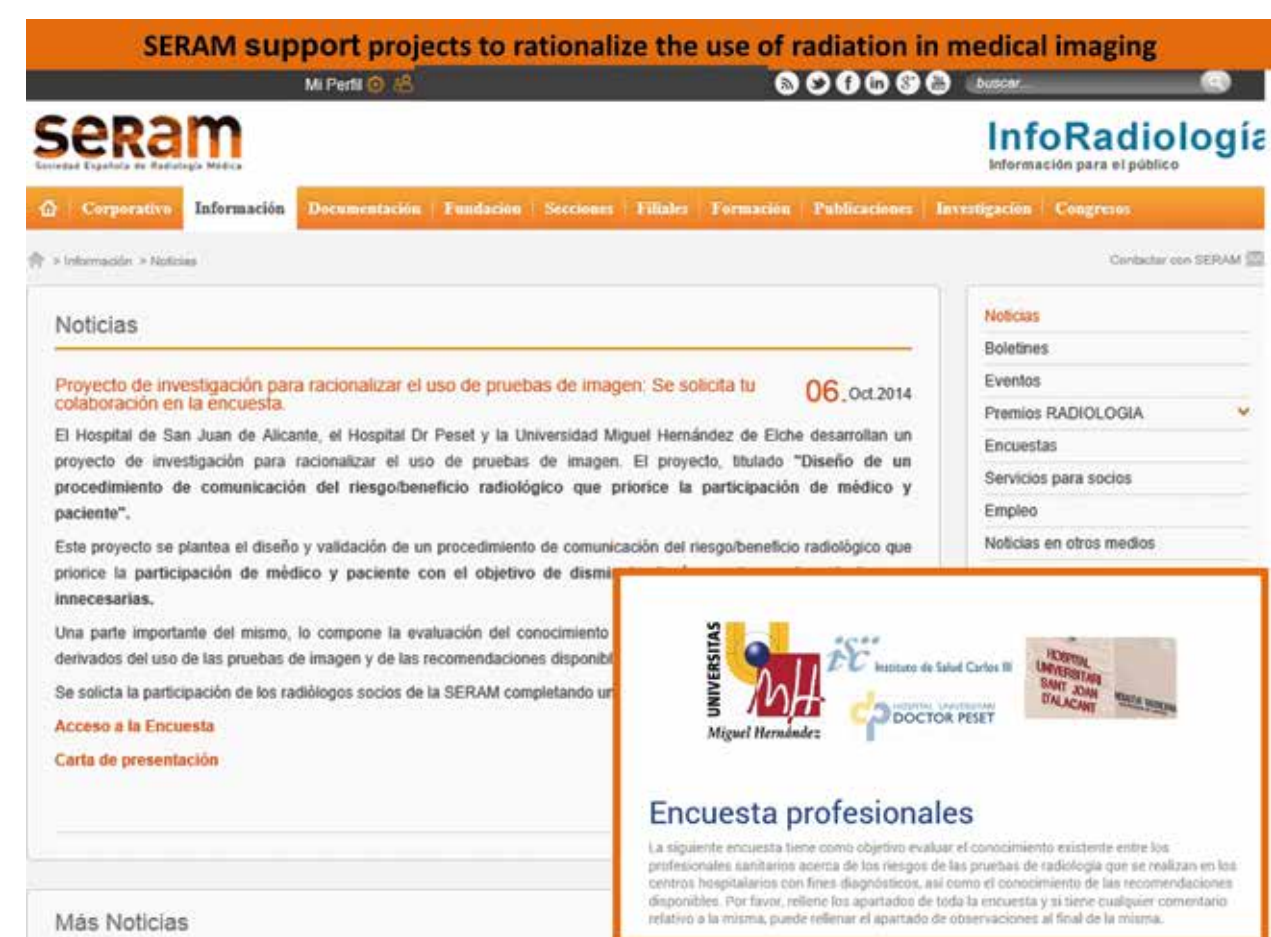 SERAM support projects to rationalize the use of radiation in medical imaging
Mi Perfil
buscar...
seRam
Sociedad Española de Radiología Médica
InfoRadiología
Información para el público
Corporativo Información Documentación Fundación Secciones Filiales Formación Publicaciones Investigación Congresos
> Información > Noticias
Contactar con SERAM
Noticias
Proyecto de investigación para racionalizar el uso de pruebas de imagen: Se solicita tu
colaboración en la encuesta.
06. Oct.2014
El Hospital de San Juan de Alicante, el Hospital Dr Peset y la Universidad Miguel Hernández de Elche desarrollan un
proyecto de investigación para racionalizar el uso de pruebas de imagen. El proyecto, titulado "Diseño de un
procedimiento de comunicación del riesgo/beneficio radiológico que priorice la participación de médico y
paciente".
Este proyecto se plantea el diseño y validación de un procedimiento de comunicación del riesgo/beneficio radiológico que
priorice la participación de médico y paciente con el objetivo de
innecesarias.
Una parte importante del mismo, lo compone la evaluación del conocimiento
derivados del uso de las pruebas de imagen y de las recomendaciones
Se solicta la participación de los radiólogos socios de la SERAM completando
Acceso a la Encuesta
Carta de presentación
Más Noticias
Noticias
Boletines
Eventos
Premios RADIOLOGIA
Encuestas
Servicios para socios
Empleo
Noticias en otros medios
UNIVERSITAS
Miguel Hernández
isc Instituto de Salud Carlos III
HOSPITAL UNIVERSITARI
DOCTOR PESET
HOSPITAL
UNIVERSITARI
SANT JOAN
D'ALACANT
Encuesta profesionales
La siguiente encuesta tiene como objetivo evaluar el conocimiento existente entre los
profesionales sanitarios acerca de los riesgos de las pruebas de radiología que se realizan en los
centros hospitalarios con fines diagnósticos, así como el conocimiento de las recomendaciones
disponibles. Por favor, rellene los apartados de toda la encuesta y si tiene cualquier comentario
relativo a la misma, puede rellenar el apartado de observaciones al final de la misma.